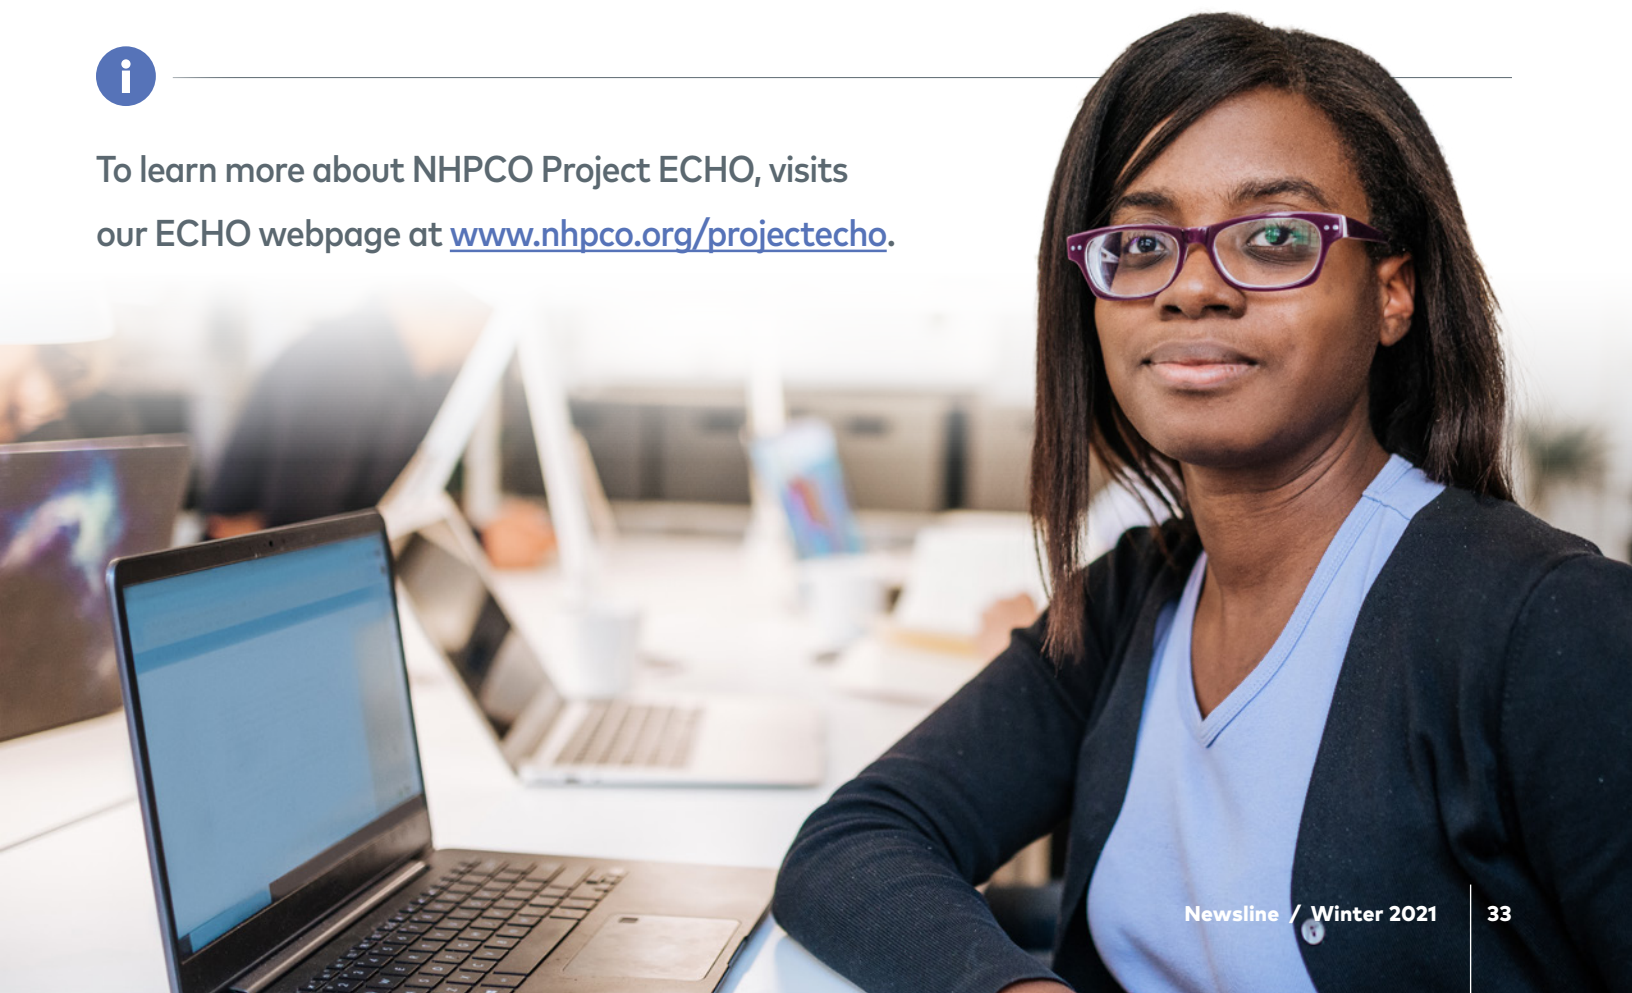 i
To learn more about NHPCO Project ECHO, visits
our ECHO webpage at www.nhpco.org/projectecho.
Newsline / Winter 2021 33